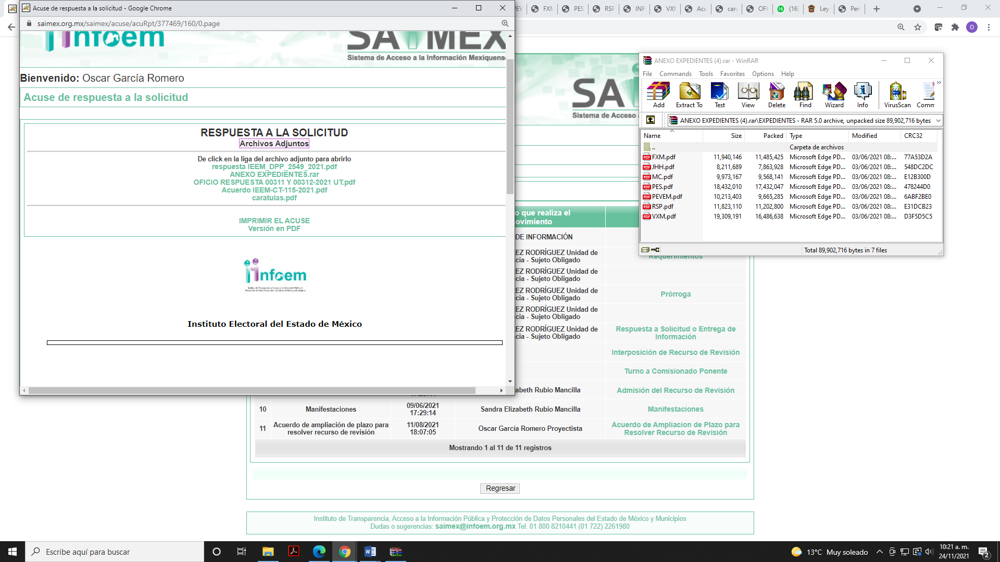 Acuse de respuesta a la solicitud - Google Chrome
saimex.org.mx/saimex/acuse/acuRpt/377469/160/0.page
infoem
SAIMEX
Sistema de Acceso a la Información Mexiquens
Bienvenido: Oscar García Romero
Acuse de respuesta a la solicitud
RESPUESTA A LA SOLICITUD
Archivos Adjuntos
De click en la liga del archivo adjunto para abrirlo
respuesta IEEM_DPP_2549_2021.pdf
ANEXO EXPEDIENTES.rar
OFICIO RESPUESTA 00311 Y 00312-2021 UT.pdf
Acuerdo IEEM-CT-115-2021.pdf
caratulas.pdf
IMPRIMIR EL ACUSE
Versión en PDF
infoem
Instituto Electoral del Estado de México
EV
FXM
PES
RSP
INF
VXM
Acu
cara
OFI
(16)
Ley
Per
O
SA
Sistema de Acceso a
ANEXO EXPEDIENTES (4).rar - WinRAR
File Commands Tools Favorites Options Help
Add Extract To Test View Delete Find Wizard Info VirusScan Comm
ANEXO EXPEDIENTES (4).rar\EXPEDIENTES - RAR 5.0 archive, unpacked size 89,902,716 bytes
Name Size Packed Type Modified CRC32
.. Carpeta de archivos
FXM.pdf 11,940,146 11,485,425 Microsoft Edge PD... 03/06/2021 08:... 77A53D2A
JHH.pdf 8,211,689 7,863,928 Microsoft Edge PD... 03/06/2021 08:... 548DC2DC
MC.pdf 9,973,167 9,568,141 Microsoft Edge PD... 03/06/2021 08:... E12B300D
PES.pdf 18,432,010 17,432,047 Microsoft Edge PD... 03/06/2021 08:... 478244D0
PEVEM.pdf 10,213,403 9,665,285 Microsoft Edge PD... 03/06/2021 08:... 6ABF2BE0
RSP.pdf 11,823,110 11,202,800 Microsoft Edge PD... 03/06/2021 08:... E31DCB23
VXM.pdf 19,309,191 16,486,638 Microsoft Edge PD... 03/06/2021 08:... D3F5D5C5
Total 89,902,716 bytes in 7 files
o que realiza el
ovimiento
DE INFORMACIÓN
EZ RODRÍGUEZ Unidad de
cia - Sujeto Obligado
Requerimientos
EZ RODRÍGUEZ Unidad de
cia - Sujeto Obligado
EZ RODRÍGUEZ Unidad de
cia - Sujeto Obligado
Prórroga
EZ RODRÍGUEZ Unidad de
cia - Sujeto Obligado
EZ RODRÍGUEZ Unidad de
cia - Sujeto Obligado
Respuesta a Solicitud o Entrega de
Información
Interposición de Recurso de Revisión
Turno a Comisionado Ponente
zabeth Rubio Mancilla Admisión del Recurso de Revisión
10 Manifestaciones 09/06/2021
17:29:14 Sandra Elizabeth Rubio Mancilla Manifestaciones
11 Acuerdo de ampliación de plazo para
resolver recurso de revisión 11/08/2021
18:07:05 Oscar García Romero Proyectista Acuerdo de Ampliacion de Plazo para
Resolver Recurso de Revisión
Mostrando 1 al 11 de 11 registros
Regresar
Instituto de Transparencia, Acceso a la Información Pública y Protección de Datos Personales del Estado de México y Municipios
Dudas o sugerencias: saimex@infoem.org.mx Tel. 01 800 8210441 (01 722) 2261980
Escribe aquí para buscar
13°C Muy soleado
10:21 a. m.
24/11/2021
2